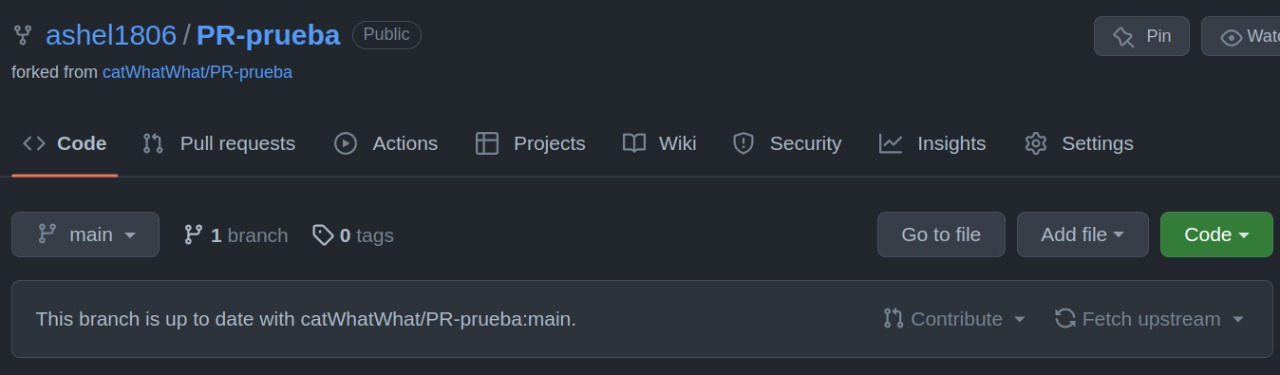 ashel1806 / PR-prueba Public Pin
forked from catWhatWhat/PR-prueba
Code Pull requests Actions Projects Wiki Security Insights Settings
main 1 branch 0 tags Go to file Add file Code
This branch is up to date with catWhatWhat/PR-prueba:main. Contribute Fetch upstream